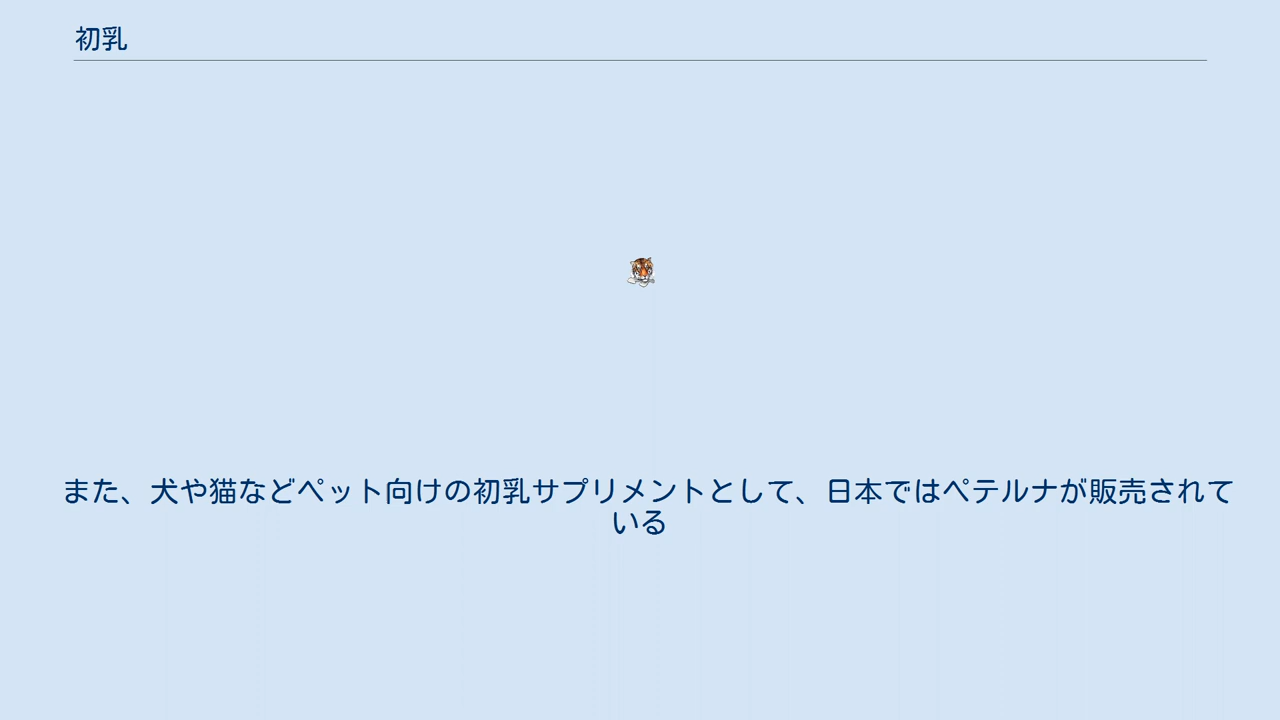 初乳
また、犬や猫などペット向けの初乳サプリメントとして、日本ではペテルナが販売されて
いる